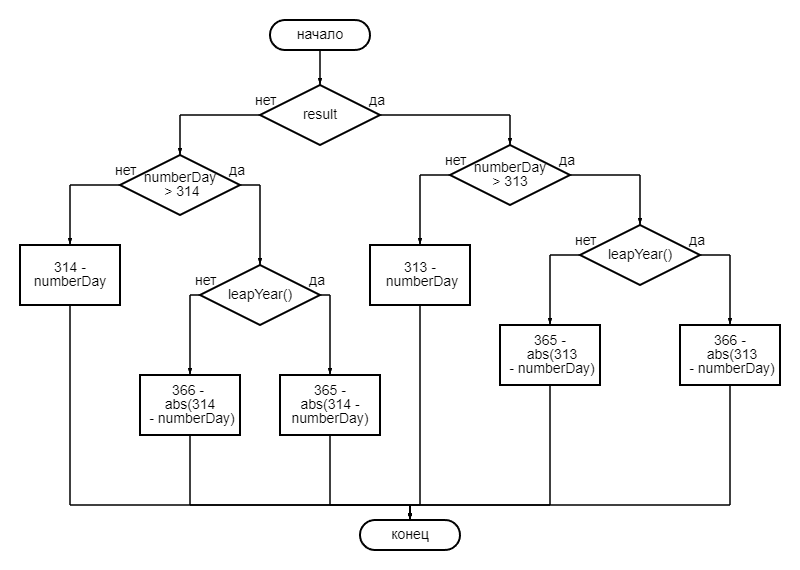 начало
нет
да
result
нет
да
numberDay
> 314
нет
да
numberDay
> 313
314 -
numberDay
нет
да
leapYear()
313 -
numberDay
нет
да
leapYear()
366 -
abs(314
- numberDay)
365 -
abs(314 -
numberDay)
365 -
abs(313
- numberDay)
366 -
abs(313
- numberDay)
конец